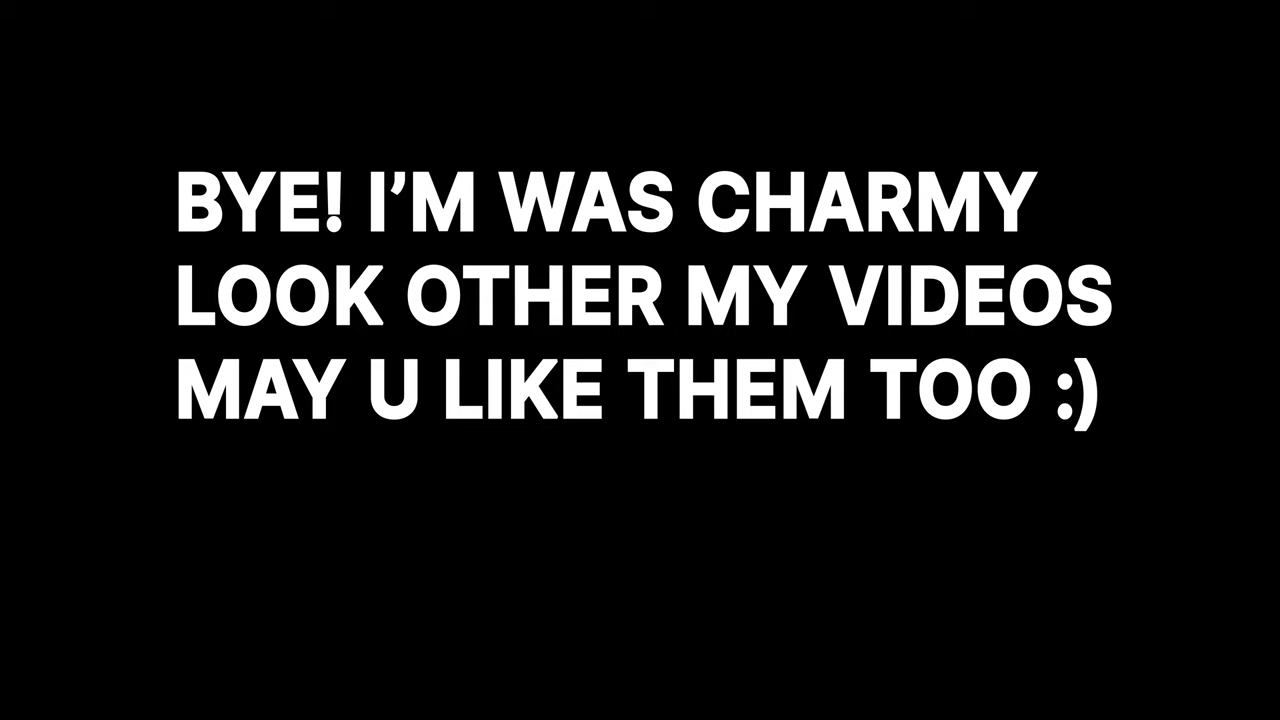 BYE! I’M WAS CHARMY
LOOK OTHER MY VIDEOS
MAY U LIKE THEM TOO :)